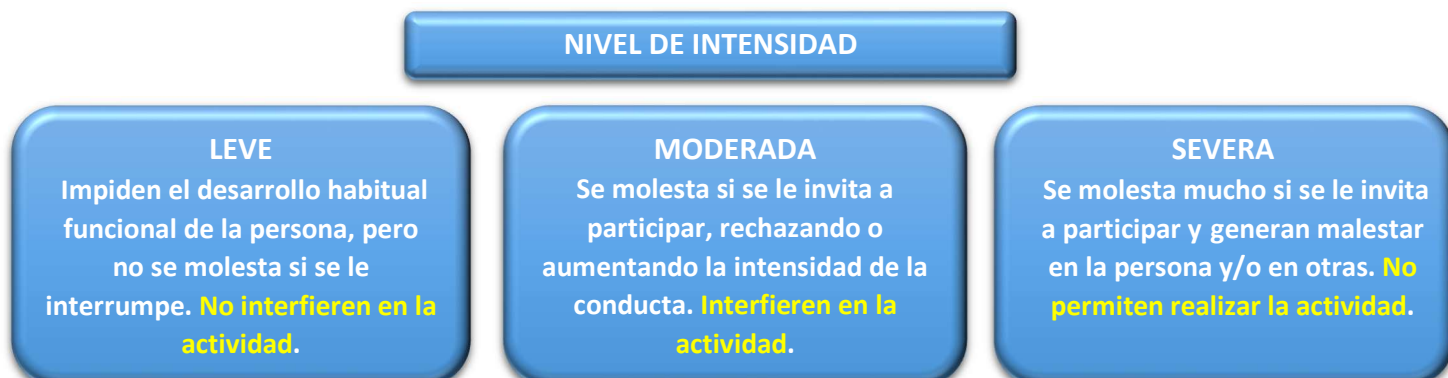 NIVEL DE INTENSIDAD
LEVE
Impiden el desarrollo habitual
funcional de la persona, pero
no se molesta si se le
interrumpe. No interfieren en la
actividad.
MODERADA
Se molesta si se le invita a
participar, rechazando o
aumentando la intensidad de la
conducta. Interfieren en la
actividad.
SEVERA
Se molesta mucho si se le invita
a participar y generan malestar
en la persona y/o en otras. No
permiten realizar la actividad.